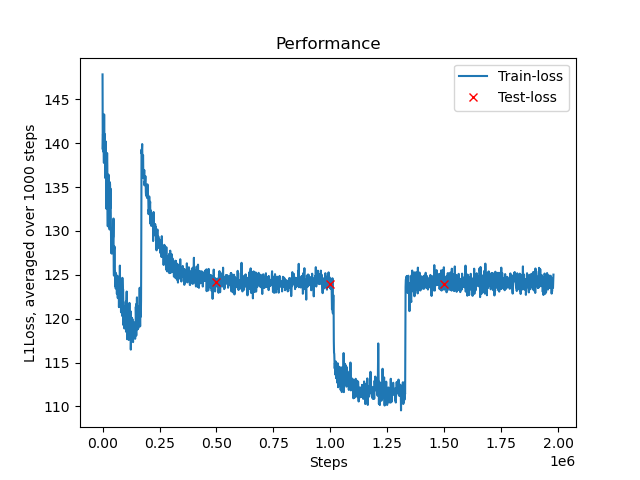 Performance
Train-loss
Test-loss
L1Loss, averaged over 1000 steps
145
140
135
130
125
120
115
110
0.00 0.25 0.50 0.75 1.00 1.25 1.50 1.75 2.00
1e6
Steps